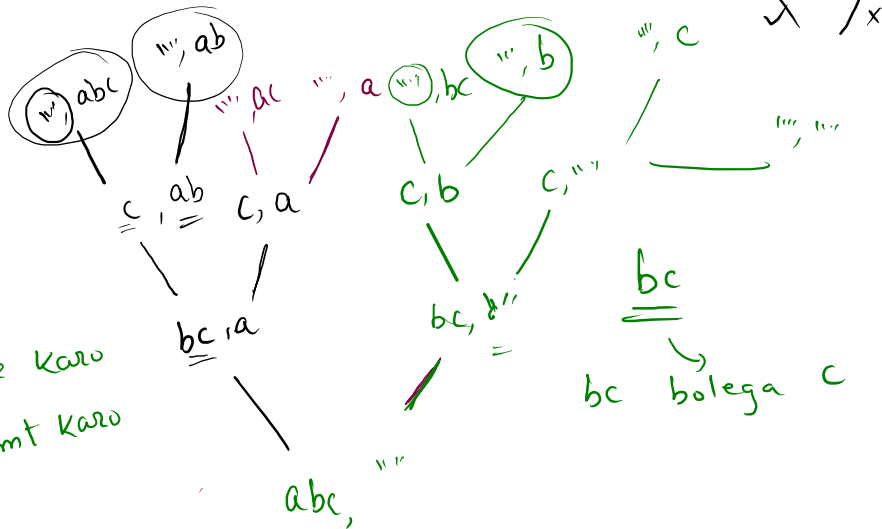 "", c
"", ab
"", abc
"", ac
"", a
"", bc
"", b
"", ""
c, ab
c, a
c, b
c, ""
bc, a
bc, ""
bc
karo
mt karo
bc bolega c
abc, ""